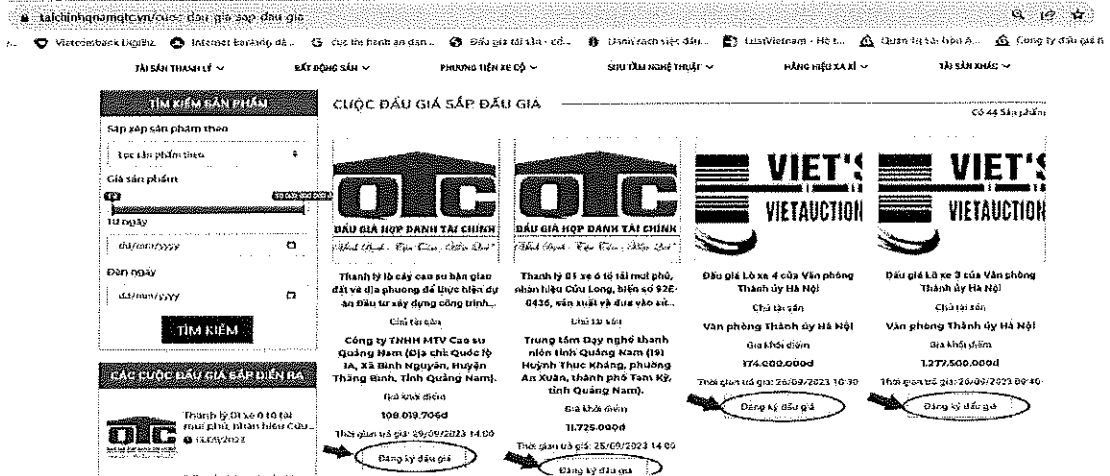 taichinhqnamqtc.vn/cuoc-dau-gia-sap-dau-gia
Vietcombank DigiBiz
TÀI SẢN THANH LÝ
BẤT ĐỘNG SẢN
PHƯƠNG TIỆN XE CỘ
SƯU TẦM NGHỆ THUẬT
HÀNG HIỆU XA XỈ
TÀI SẢN KHÁC
TÌM KIẾM SẢN PHẨM
Sắp xếp sản phẩm theo
Lọc sản phẩm theo
Giá sản phẩm
Từ ngày
dd/mm/yyyy
Đến ngày
dd/mm/yyyy
TÌM KIẾM
CÁC CUỘC ĐẤU GIÁ SẮP DIỄN RA
Thanh lý 01 xe ô tô tải
mui phủ, nhãn hiệu Cửu...
CUỘC ĐẤU GIÁ SẮP ĐẤU GIÁ
Có 44 Sản phẩm
QTC
ĐẤU GIÁ HỢP DANH TÀI CHÍNH
Thanh lý lô cây cao su bàn giao
đất về địa phương để thực hiện dự
án Đầu tư xây dựng công trình...
Chủ tài sản
Công ty TNHH MTV Cao su
Quảng Nam (Địa chỉ: Quốc lộ
1A, Xã Bình Nguyên, Huyện
Thăng Bình, Tỉnh Quảng Nam).
Giá khởi điểm
108.019.706đ
Thời gian trả giá: 29/09/2023 14:00
Đăng ký đấu giá
QTC
ĐẤU GIÁ HỢP DANH TÀI CHÍNH
Thanh lý 01 xe ô tô tải mui phủ,
nhãn hiệu Cửu Long, biển số 92E-
0436, sản xuất và đưa vào sử...
Chủ tài sản
Trung tâm Dạy nghề thanh
niên tỉnh Quảng Nam (191
Huỳnh Thúc Kháng, phường
An Xuân, thành phố Tam Kỳ,
tỉnh Quảng Nam).
Giá khởi điểm
11.725.000đ
Thời gian trả giá: 25/09/2023 14:00
Đăng ký đấu giá
VIET'S
VIETAUCTION
Đấu giá Lô xe 4 của Văn phòng
Thành ủy Hà Nội
Chủ tài sản
Văn phòng Thành ủy Hà Nội
Giá khởi điểm
174.000.000đ
Thời gian trả giá: 26/09/2023 10:30
Đăng ký đấu giá
VIET'S
VIETAUCTION
Đấu giá Lô xe 3 của Văn phòng
Thành ủy Hà Nội
Chủ tài sản
Văn phòng Thành ủy Hà Nội
Giá khởi điểm
1.277.500.000đ
Thời gian trả giá: 26/09/2023 09:40
Đăng ký đấu giá